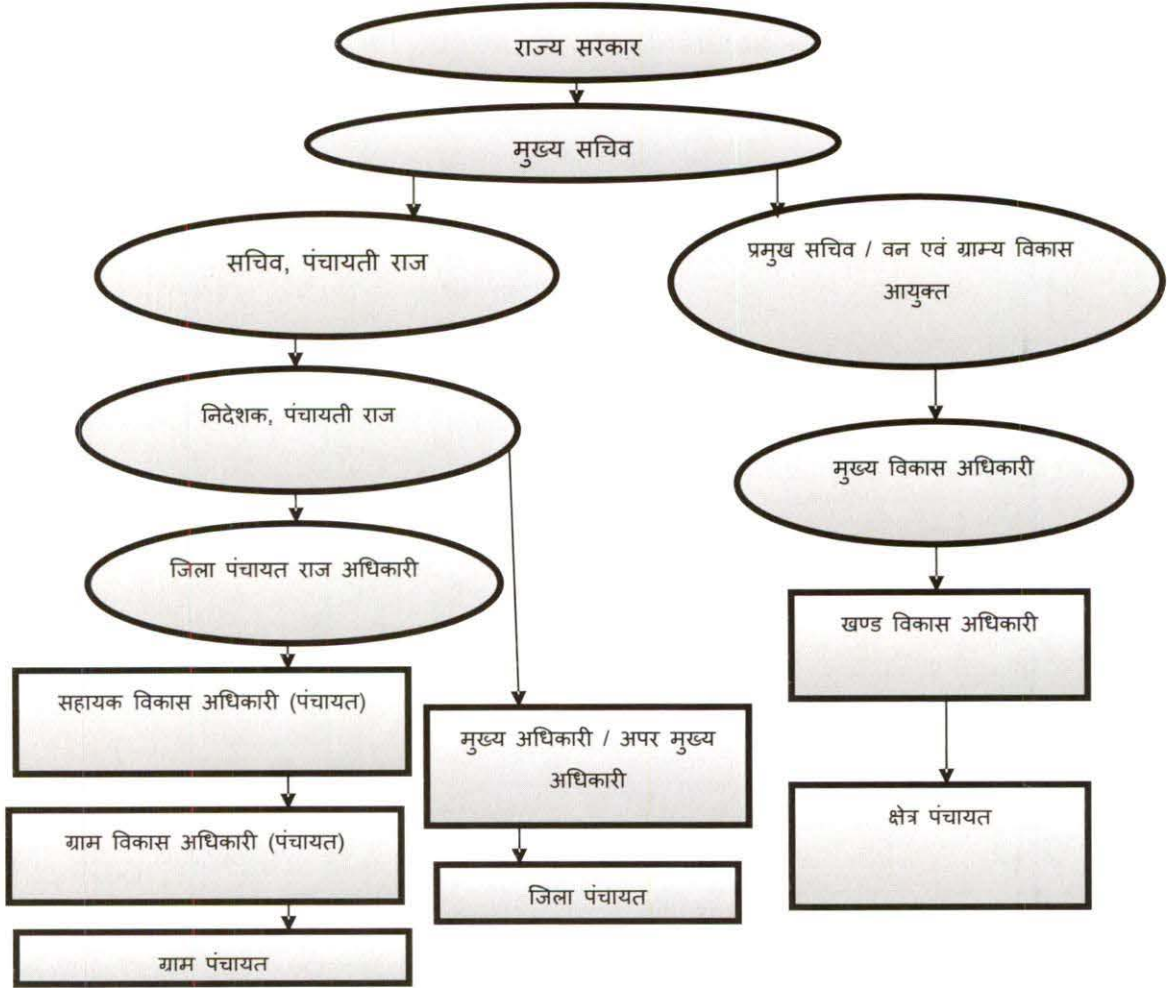 राज्य सरकार
मुख्य सचिव
सचिव, पंचायती राज
प्रमुख सचिव / वन एवं ग्राम्य विकास
आयुक्त
निदेशक, पंचायती राज
मुख्य विकास अधिकारी
जिला पंचायत राज अधिकारी
खण्ड विकास अधिकारी
सहायक विकास अधिकारी (पंचायत)
मुख्य अधिकारी / अपर मुख्य
अधिकारी
ग्राम विकास अधिकारी (पंचायत)
क्षेत्र पंचायत
जिला पंचायत
ग्राम पंचायत